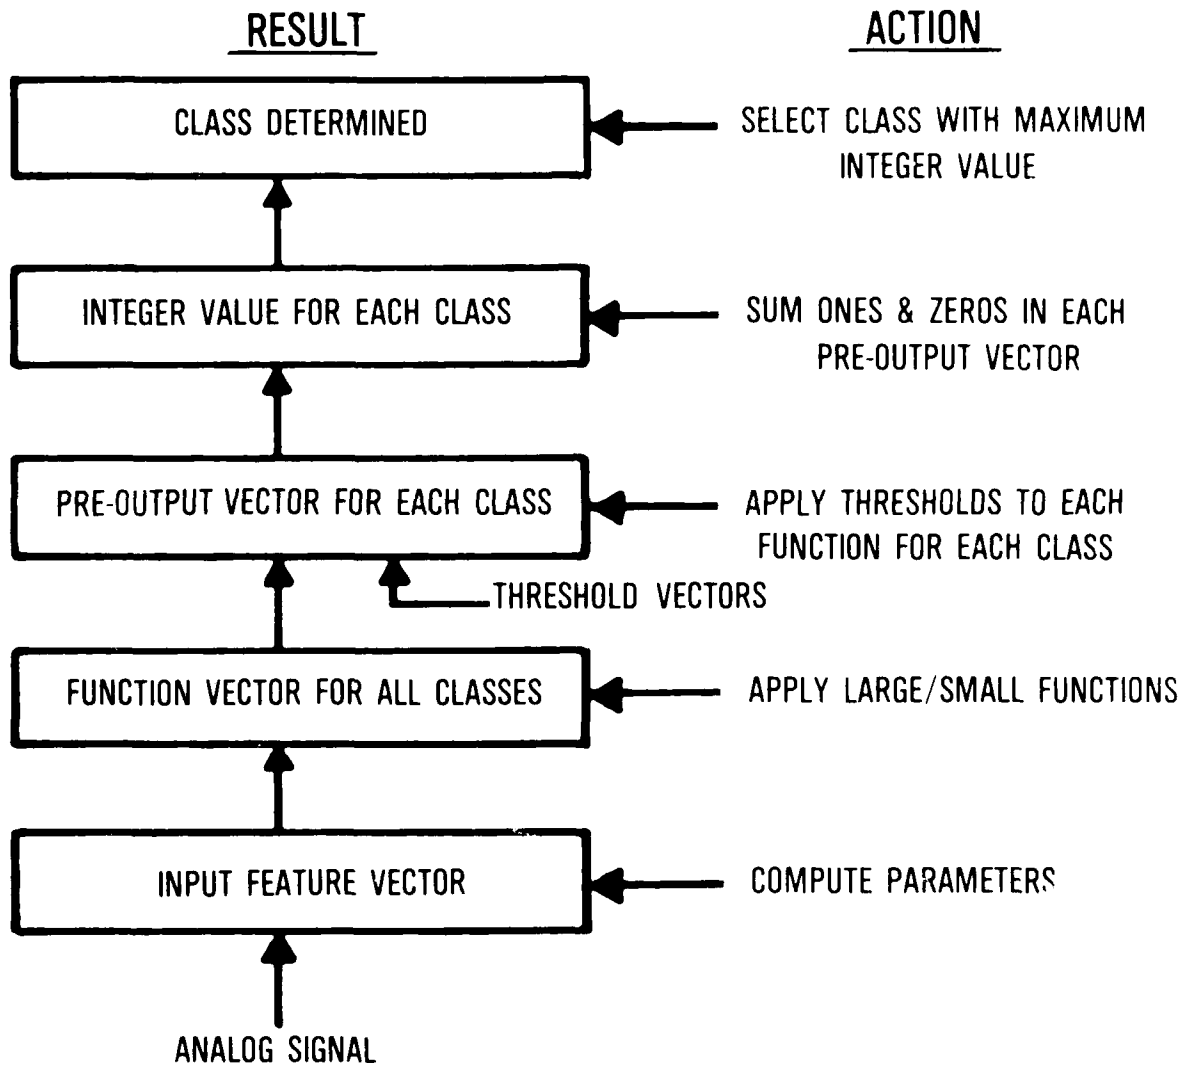 RESULT
ACTION
CLASS DETERMINED
SELECT CLASS WITH MAXIMUM
INTEGER VALUE
INTEGER VALUE FOR EACH CLASS
SUM ONES & ZEROS IN EACH
PRE-OUTPUT VECTOR
PRE-OUTPUT VECTOR FOR EACH CLASS
APPLY THRESHOLDS TO EACH
FUNCTION FOR EACH CLASS
THRESHOLD VECTORS
FUNCTION VECTOR FOR ALL CLASSES
APPLY LARGE/SMALL FUNCTIONS
INPUT FEATURE VECTOR
COMPUTE PARAMETERS
ANALOG SIGNAL